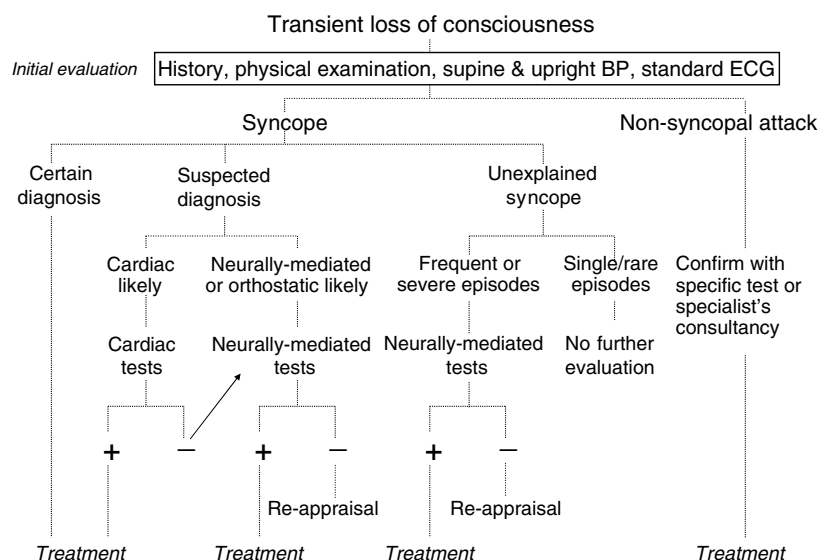 Transient loss of consciousness
Initial evaluation
History, physical examination, supine & upright BP, standard ECG
Syncope
Non-syncopal attack
Certain
diagnosis
Suspected
diagnosis
Unexplained
syncope
Cardiac
likely
Neurally-mediated
or orthostatic likely
Frequent or
severe episodes
Single/rare
episodes
Confirm with
specific test or
specialist's
consultancy
Cardiac
tests
Neurally-mediated
tests
Neurally-mediated
tests
No further
evaluation
+
–
+
–
+
–
Re-appraisal
Re-appraisal
Treatment
Treatment
Treatment
Treatment